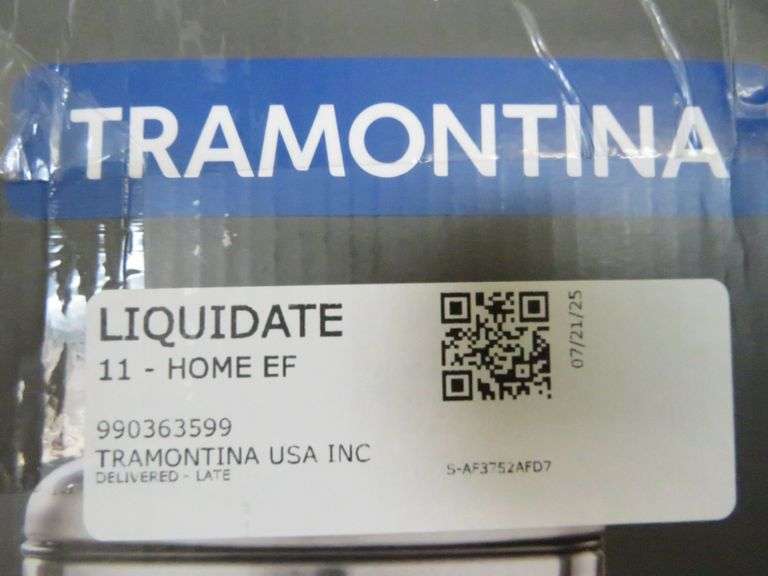 TRAMONTINA
LIQUIDATE
11 - HOME EF
07/21/25
990363599
TRAMONTINA USA INC
DELIVERED - LATE
S-AF3752AFD7